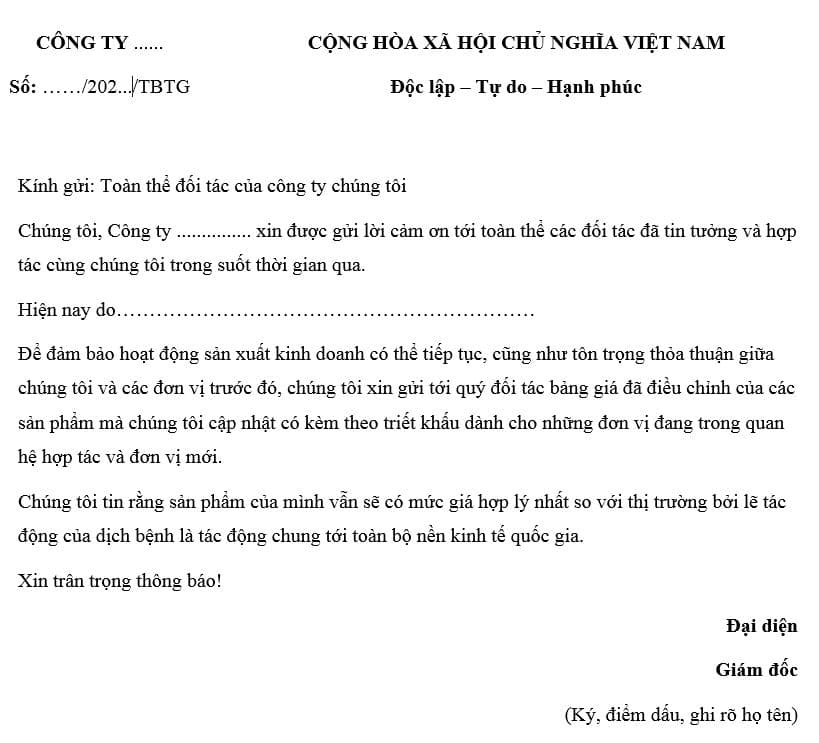 CÔNG TY ...... CỘNG HÒA XÃ HỘI CHỦ NGHĨA VIỆT NAM
Số: ....../202.../TBTG Độc lập – Tự do – Hạnh phúc
Kính gửi: Toàn thể đối tác của công ty chúng tôi
Chúng tôi, Công ty ............... xin được gửi lời cảm ơn tới toàn thể các đối tác đã tin tưởng và hợp
tác cùng chúng tôi trong suốt thời gian qua.
Hiện nay do………………………………………………………
Để đảm bảo hoạt động sản xuất kinh doanh có thể tiếp tục, cũng như tôn trọng thỏa thuận giữa
chúng tôi và các đơn vị trước đó, chúng tôi xin gửi tới quý đối tác bảng giá đã điều chỉnh của các
sản phẩm mà chúng tôi cập nhật có kèm theo triết khấu dành cho những đơn vị đang trong quan
hệ hợp tác và đơn vị mới.
Chúng tôi tin rằng sản phẩm của mình vẫn sẽ có mức giá hợp lý nhất so với thị trường bởi lẽ tác
động của dịch bệnh là tác động chung tới toàn bộ nền kinh tế quốc gia.
Xin trân trọng thông báo!
Đại diện
Giám đốc
(Ký, điểm dấu, ghi rõ họ tên)